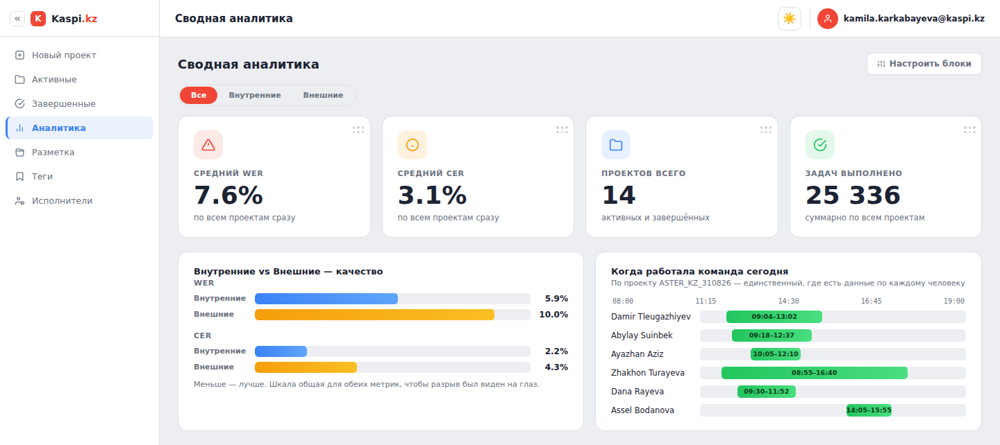 Kaspi.kz
Сводная аналитика
kamila.karkabayeva@kaspi.kz
Новый проект
Активные
Завершенные
Аналитика
Разметка
Теги
Исполнители
Сводная аналитика
Настроить блоки
Все Внутренние Внешние
СРЕДНИЙ WER
7.6%
по всем проектам сразу
СРЕДНИЙ CER
3.1%
по всем проектам сразу
ПРОЕКТОВ ВСЕГО
14
активных и завершённых
ЗАДАЧ ВЫПОЛНЕНО
25 336
суммарно по всем проектам
Внутренние vs Внешние — качество
WER
Внутренние 5.9%
Внешние 10.0%
CER
Внутренние 2.2%
Внешние 4.3%
Меньше — лучше. Шкала общая для обеих метрик, чтобы разрыв был виден на глаз.
Когда работала команда сегодня
По проекту ASTER_KZ_310826 — единственный, где есть данные по каждому человеку
08:00 11:15 14:30 16:45 19:00
Damir Tleugazhiyev 09:04–13:02
Abylay Suinbek 09:18–12:37
Ayazhan Aziz 10:05–12:10
Zhakhon Turayeva 08:55–16:40
Dana Rayeva 09:30–11:52
Assel Bodanova 14:05–15:55